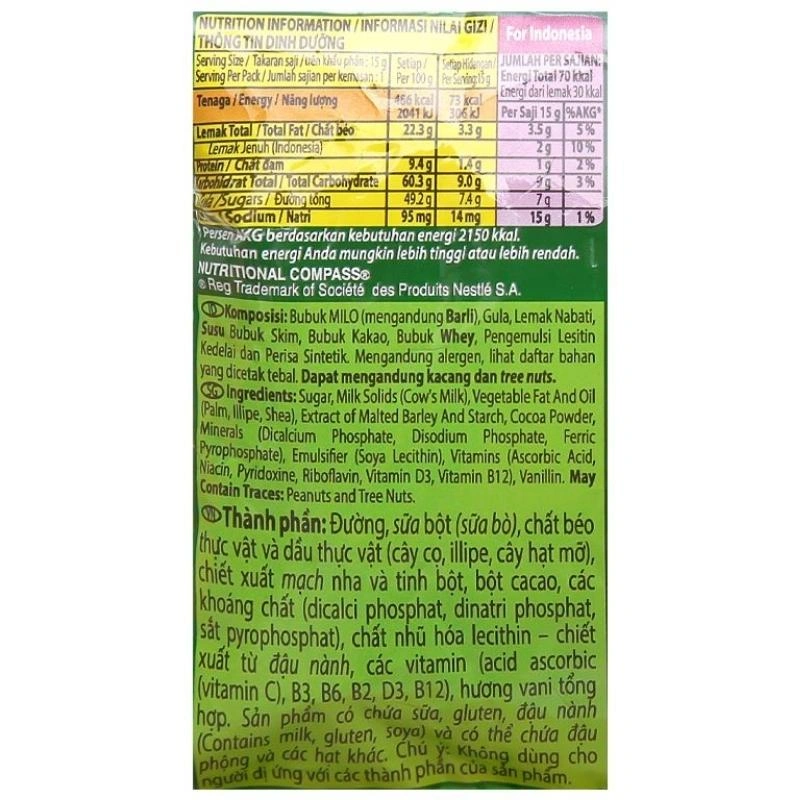 NUTRITION INFORMATION / INFORMASI NILAI GIZI /
THÔNG TIN DINH DƯỠNG
For Indonesia
Serving Size / Takaran saji / uên khẩu phần : 15 g
Serving Per Pack / Jumlah sajian per kemasan : 1
Setiap / Per 100 g
Setiap Hidangan / Per Serving 15 g
JUMLAH PER SAJIAN:
Energi Total 70 kkal
Energi dari lemak 30 kkal
Per Saji 15 g %AKG*
Tenaga / Energy / Năng lượng 466 kcal 2041 kJ 73 kcal 306 kJ
Lemak Total / Total Fat / Chất béo 22.3 g 3.3 g 3.5 g 5 %
Lemak Jenuh (Indonesia) 2 g 10 %
Protein / Chất đạm 9.4 g 1.4 g 1 g 2 %
Karbohidrat Total / Total Carbohydrate 60.3 g 9.0 g 9 g 3 %
/Sugars / Đường tổng 49.2 g 7.4 g 7 g
Sodium / Natri 95 mg 14 mg 15 g 1 %
* Persen AKG berdasarkan kebutuhan energi 2150 kkal.
Kebutuhan energi Anda mungkin lebih tinggi atau lebih rendah.
NUTRITIONAL COMPASS®
® Reg Trademark of Société des Produits Nestlé S.A.
ID Komposisi: Bubuk MILO (mengandung Barli), Gula, Lemak Nabati,
Susu Bubuk Skim, Bubuk Kakao, Bubuk Whey, Pengemulsi Lesitin
Kedelai dan Perisa Sintetik. Mengandung alergen, lihat daftar bahan
yang dicetak tebal. Dapat mengandung kacang dan tree nuts.
SG Ingredients: Sugar, Milk Solids (Cow's Milk), Vegetable Fat And Oil
(Palm, Illipe, Shea), Extract of Malted Barley And Starch, Cocoa Powder,
Minerals (Dicalcium Phosphate, Disodium Phosphate, Ferric
Pyrophosphate), Emulsifier (Soya Lecithin), Vitamins (Ascorbic Acid,
Niacin, Pyridoxine, Riboflavin, Vitamin D3, Vitamin B12), Vanillin. May
Contain Traces: Peanuts and Tree Nuts.
VN Thành phần: Đường, sữa bột (sữa bò), chất béo
thực vật và dầu thực vật (cây cọ, illipe, cây hạt mỡ),
chiết xuất mạch nha và tinh bột, bột cacao, các
khoáng chất (dicalci phosphat, dinatri phosphat,
sắt pyrophosphat), chất nhũ hóa lecithin – chiết
xuất từ đậu nành, các vitamin (acid ascorbic
(vitamin C), B3, B6, B2, D3, B12), hương vani tổng
hợp. Sản phẩm có chứa sữa, gluten, đậu nành
(Contains milk, gluten, soya) và có thể chứa đậu
phộng và các hạt khác. Chú ý: Không dùng cho
người dị ứng với các thành phần của sản phẩm.